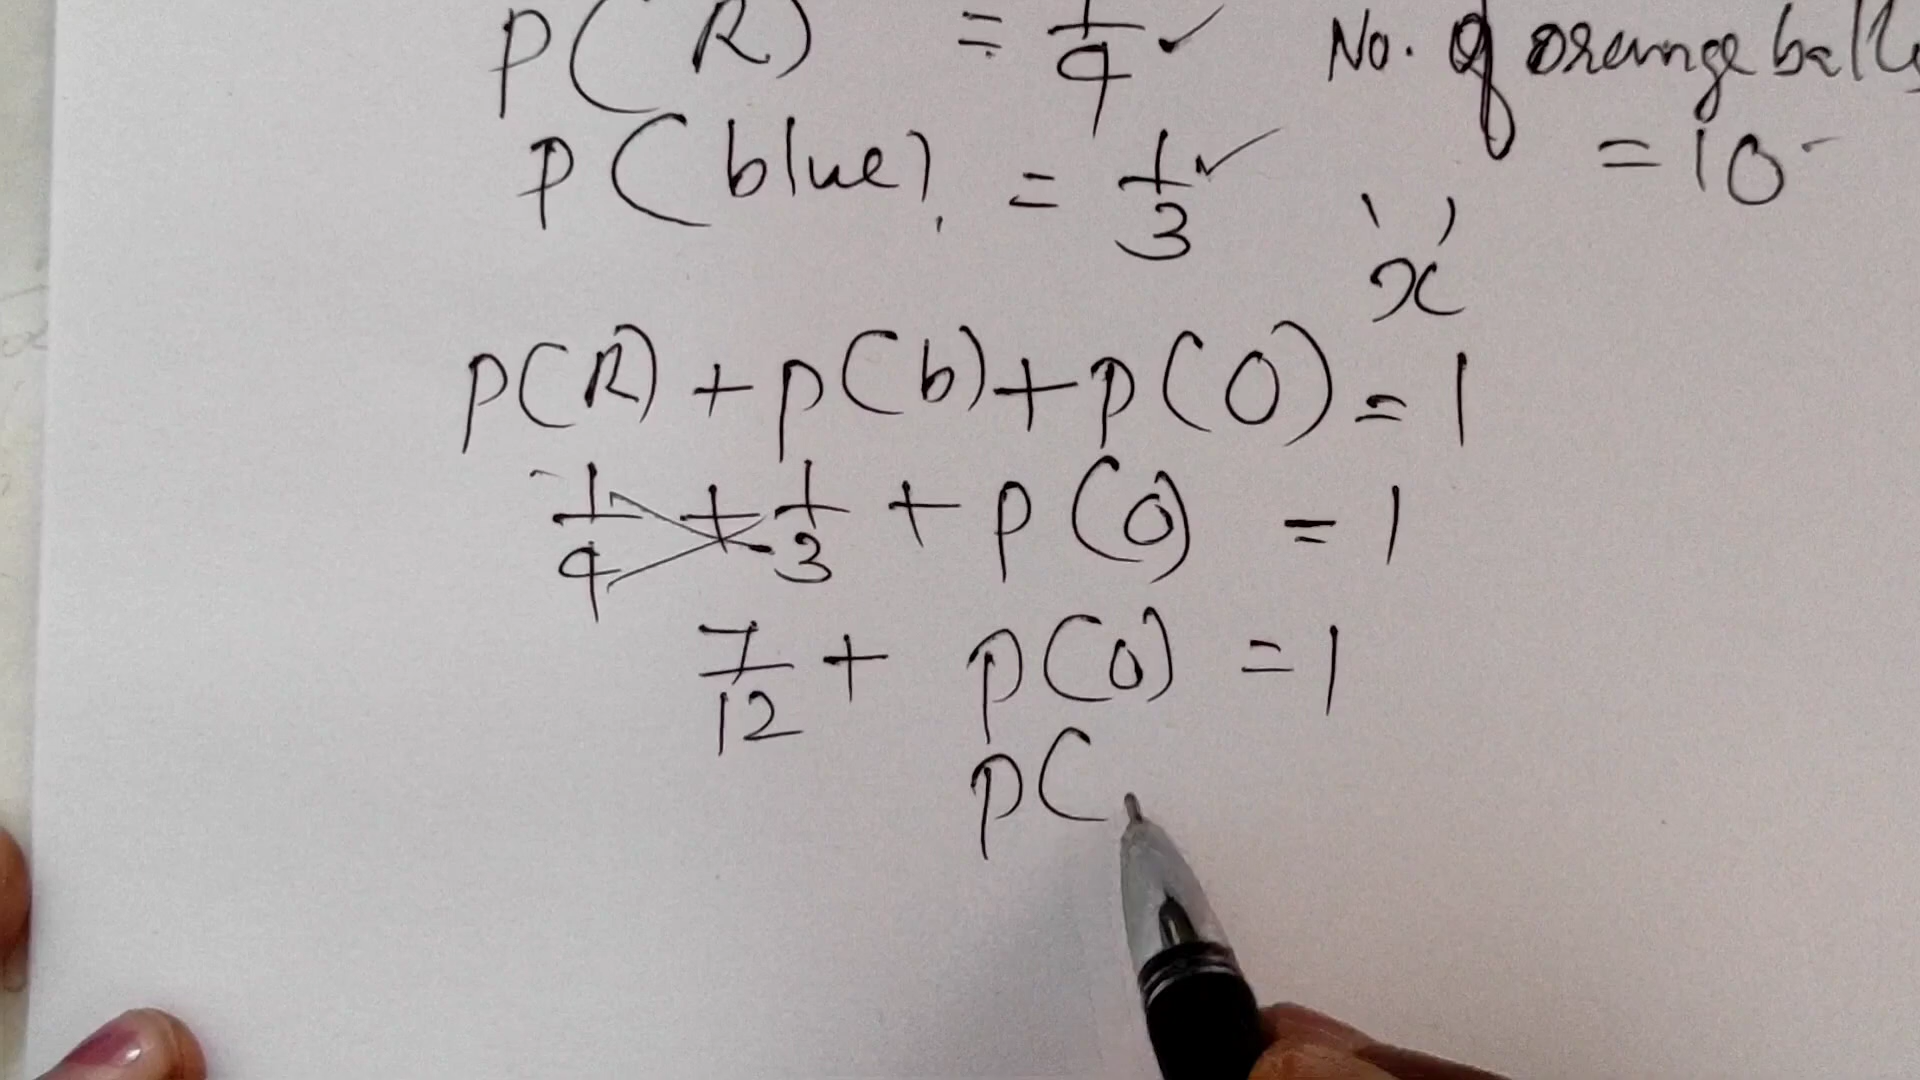 P(R) = 1/4 ✓ No. of orange balls
P(blue) = 1/3 ✓ = 10
x
P(R) + P(b) + P(O) = 1
1/4 + 1/3 + P(O) = 1
7/12 + P(O) = 1
P(